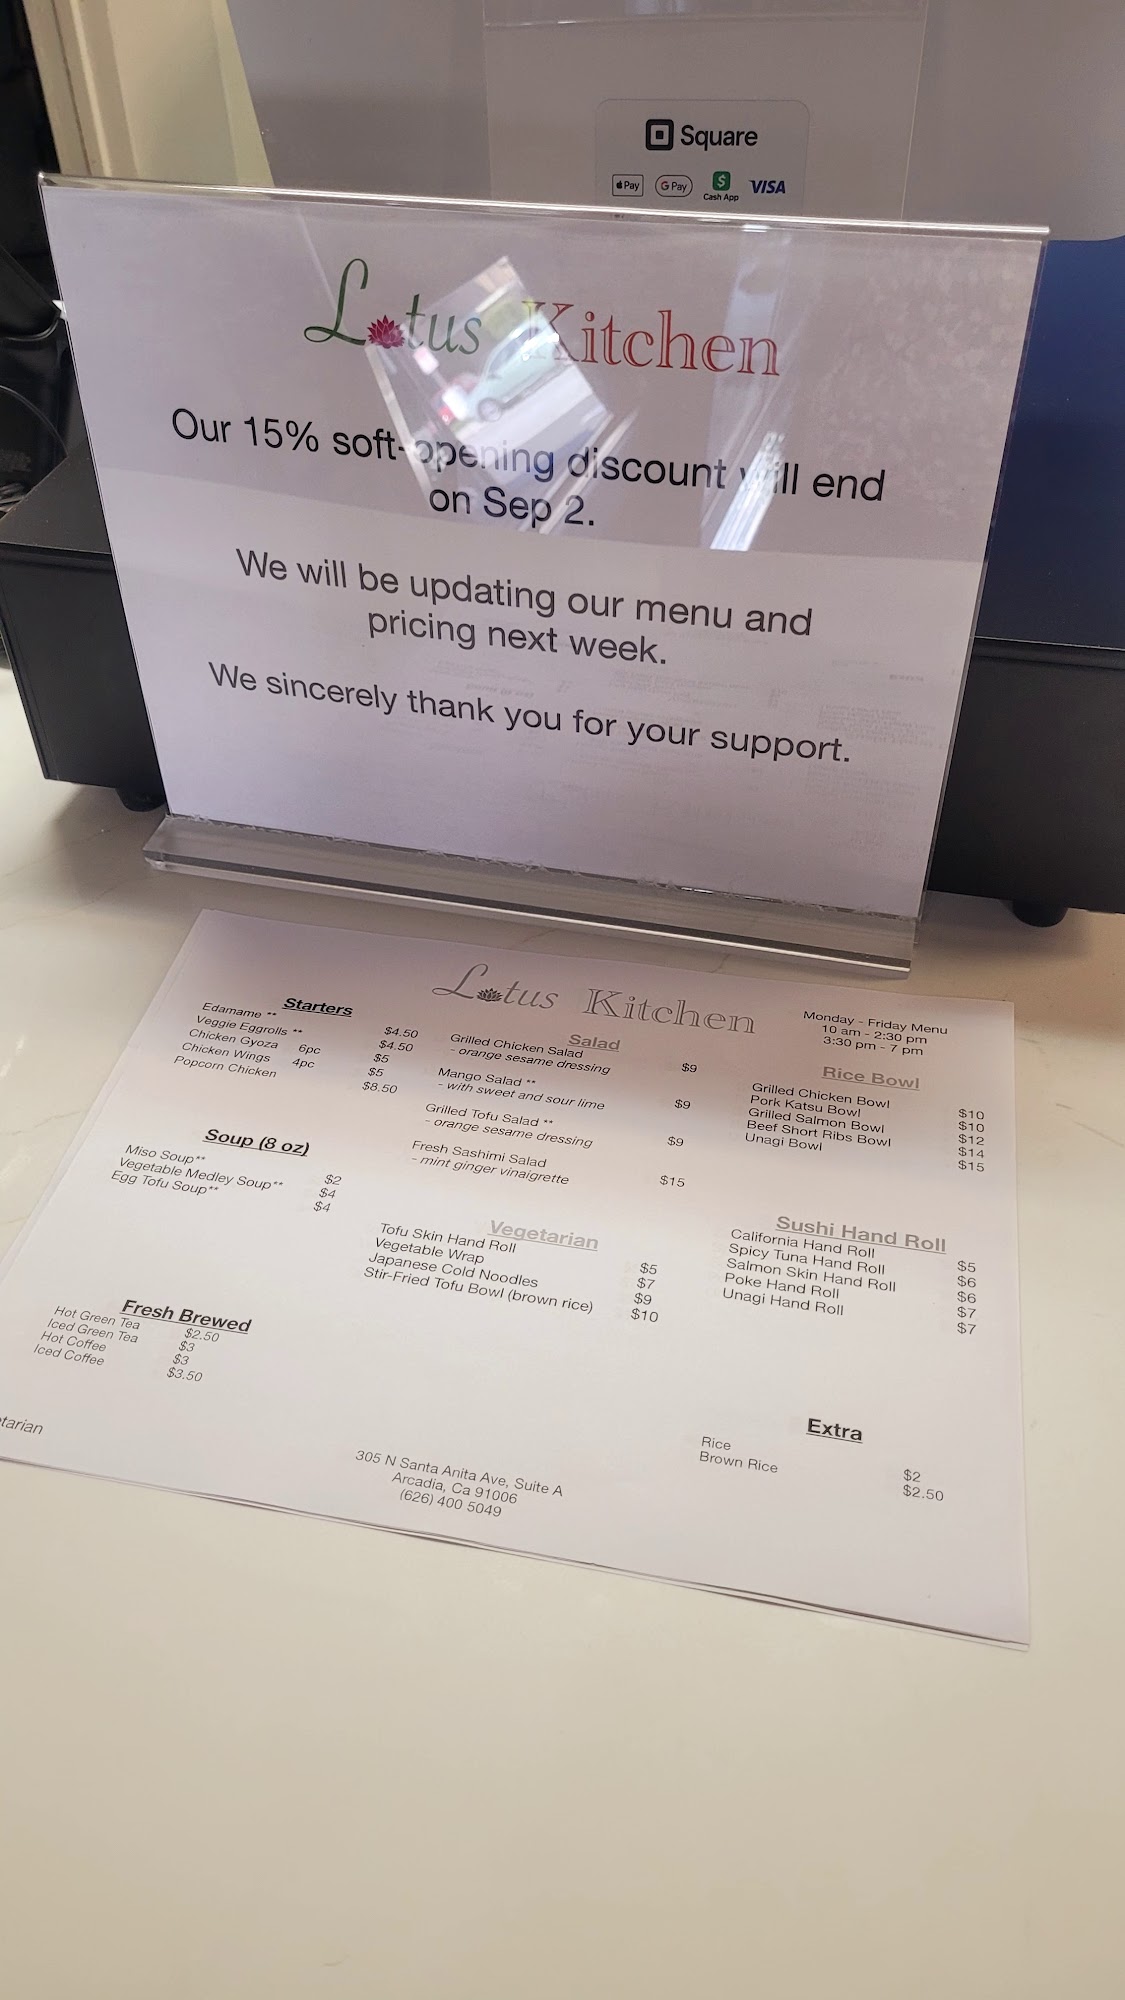 Square
Pay
G Pay
Cash App
VISA
Lotus Kitchen
Our 15% soft-opening discount will end
on Sep 2.
We will be updating our menu and
pricing next week.
We sincerely thank you for your support.
Lotus Kitchen
Monday - Friday Menu
10 am - 2:30 pm
3:30 pm - 7 pm
Starters
Edamame ** $4.50
Veggie Eggrolls ** $4.50
Chicken Gyoza 6pc $5
Chicken Wings 4pc $5
Popcorn Chicken $8.50
Soup (8 oz)
Miso Soup** $2
Vegetable Medley Soup** $4
Egg Tofu Soup** $4
Fresh Brewed
Hot Green Tea $2.50
Iced Green Tea $3
Hot Coffee $3
Iced Coffee $3.50
Salad
Grilled Chicken Salad $9
- orange sesame dressing
Mango Salad ** $9
- with sweet and sour lime
Grilled Tofu Salad ** $9
- orange sesame dressing
Fresh Sashimi Salad $15
- mint ginger vinaigrette
Vegetarian
Tofu Skin Hand Roll $5
Vegetable Wrap $7
Japanese Cold Noodles $9
Stir-Fried Tofu Bowl (brown rice) $10
Rice Bowl
Grilled Chicken Bowl $10
Pork Katsu Bowl $10
Grilled Salmon Bowl $12
Beef Short Ribs Bowl $14
Unagi Bowl $15
Sushi Hand Roll
California Hand Roll $5
Spicy Tuna Hand Roll $6
Salmon Skin Hand Roll $6
Poke Hand Roll $7
Unagi Hand Roll $7
Extra
Rice $2
Brown Rice $2.50
tarian
305 N Santa Anita Ave, Suite A
Arcadia, Ca 91006
(626) 400 5049